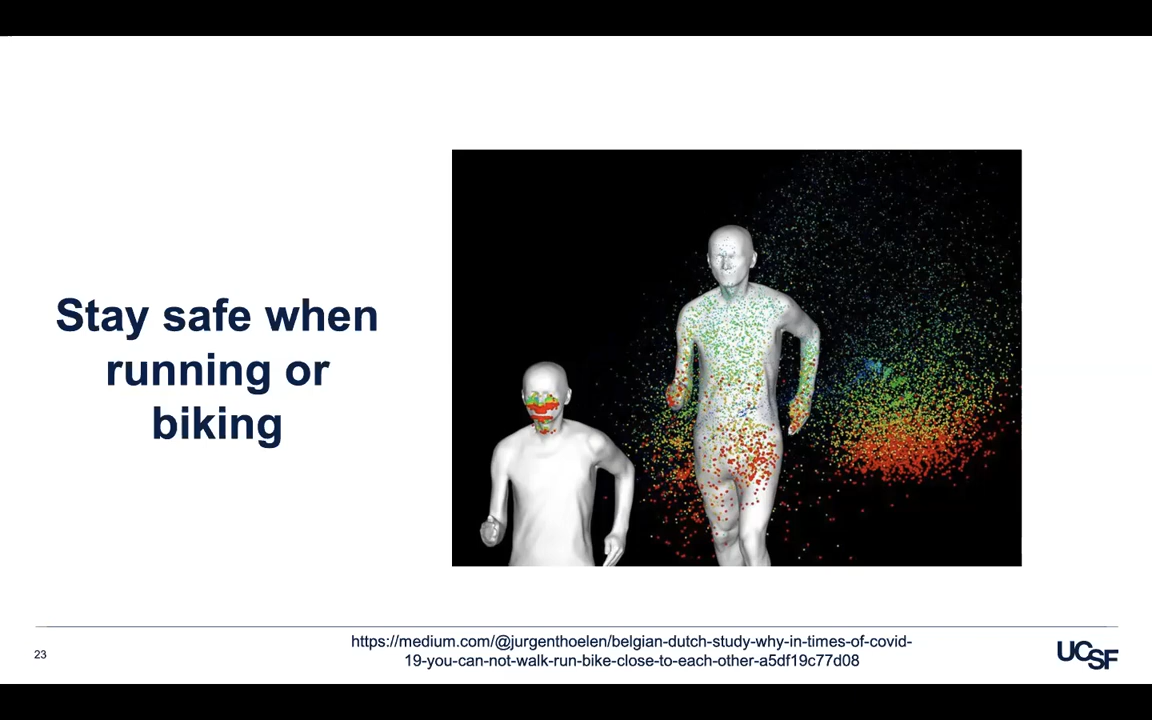 Stay safe when
running or
biking
23
https://medium.com/@jurgenthoelen/belgian-dutch-study-why-in-times-of-covid-
19-you-can-not-walk-run-bike-close-to-each-other-a5df19c77d08
UCSF